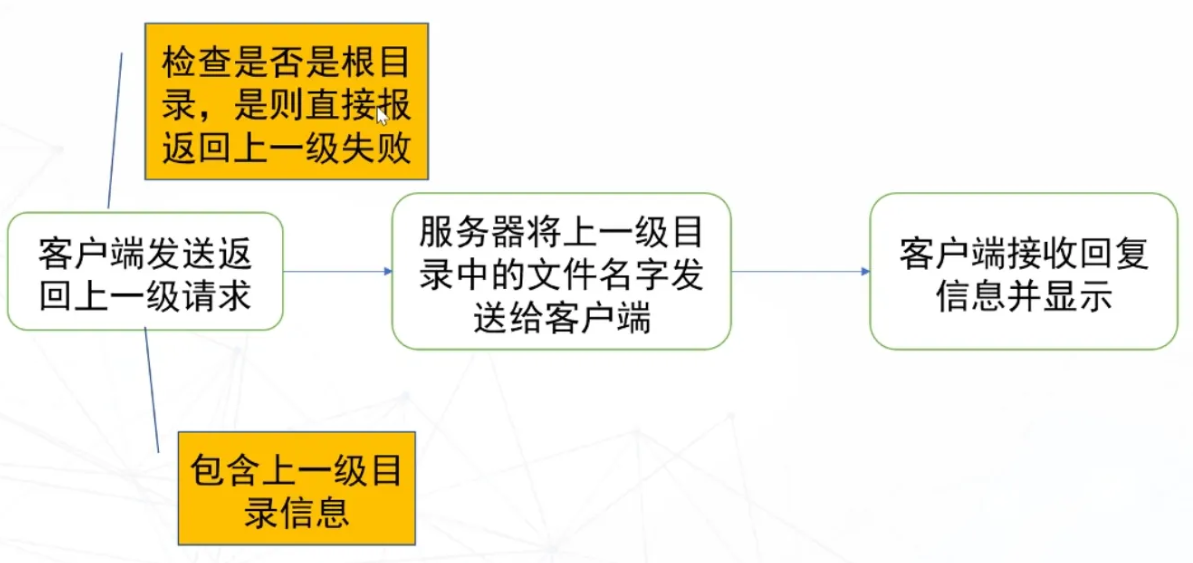 检查是否是根目
录，是则直接报
返回上一级失败
客户端发送返
回上一级请求
服务器将上一级目
录中的文件名字发
送给客户端
客户端接收回复
信息并显示
包含上一级目
录信息